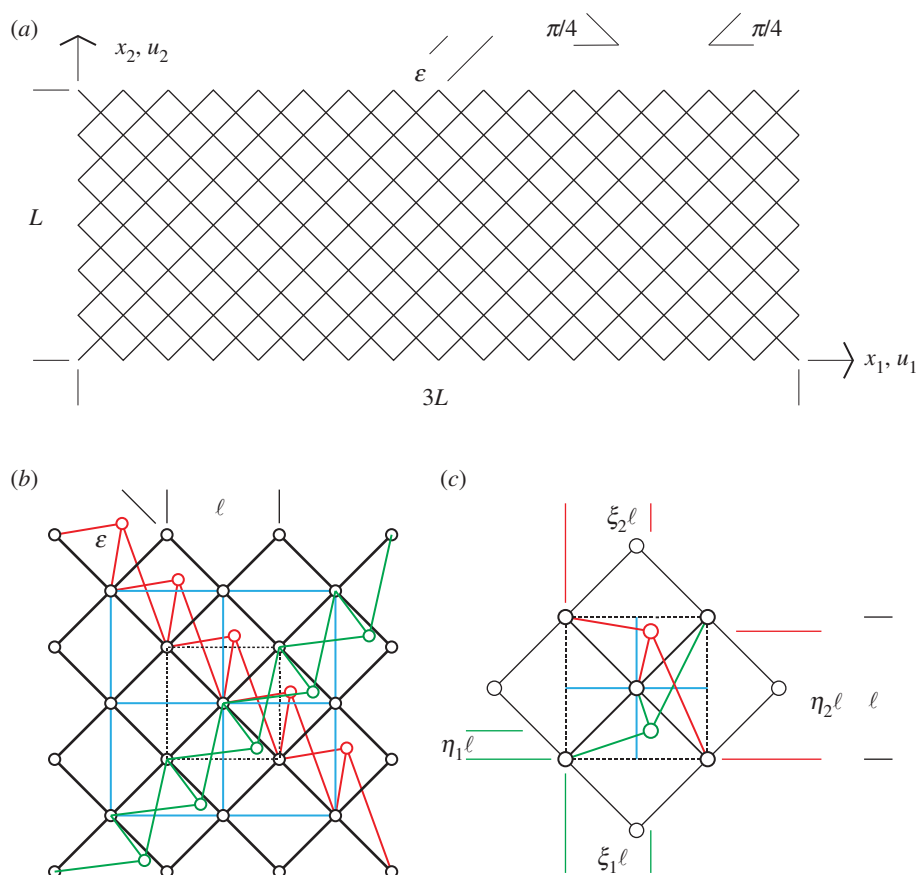 (a)
x₂, u₂
ε
π/4
π/4
L
x₁, u₁
3L
(b)
ℓ
ε
(c)
ξ₂ℓ
η₂ℓ
ℓ
η₁ℓ
ξ₁ℓ